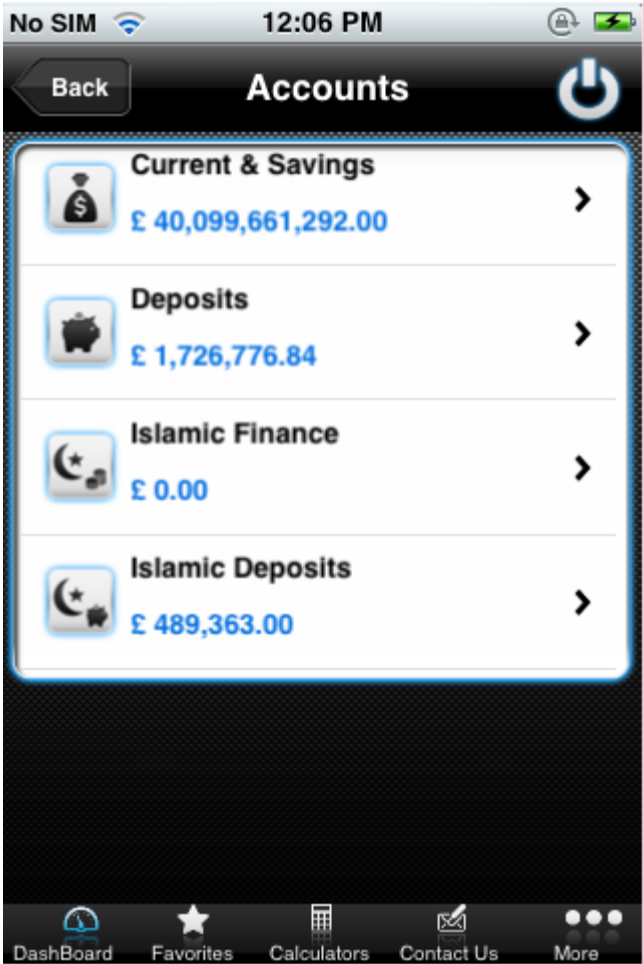 No SIM 12:06 PM
Back Accounts
Current & Savings
£ 40,099,661,292.00
Deposits
£ 1,726,776.84
Islamic Finance
£ 0.00
Islamic Deposits
£ 489,363.00
DashBoard Favorites Calculators Contact Us More